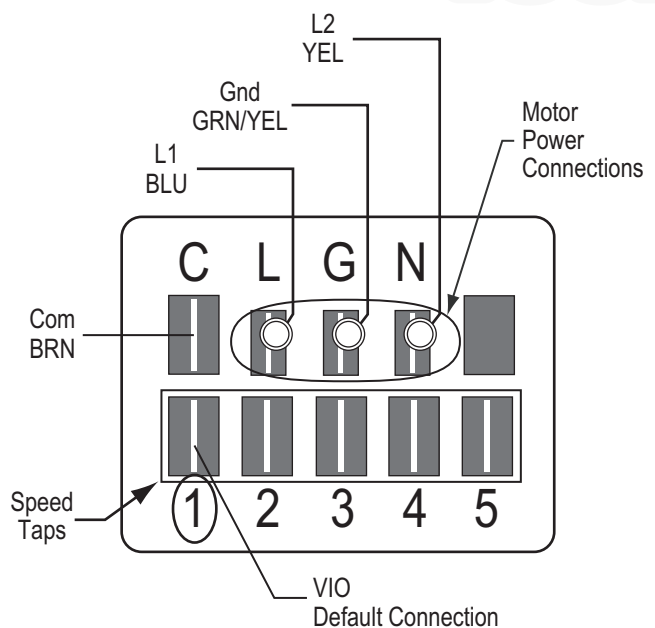 L2
YEL
Gnd
GRN/YEL
Motor
Power
Connections
L1
BLU
C L G N
Com
BRN
Speed
Taps
1 2 3 4 5
VIO
Default Connection